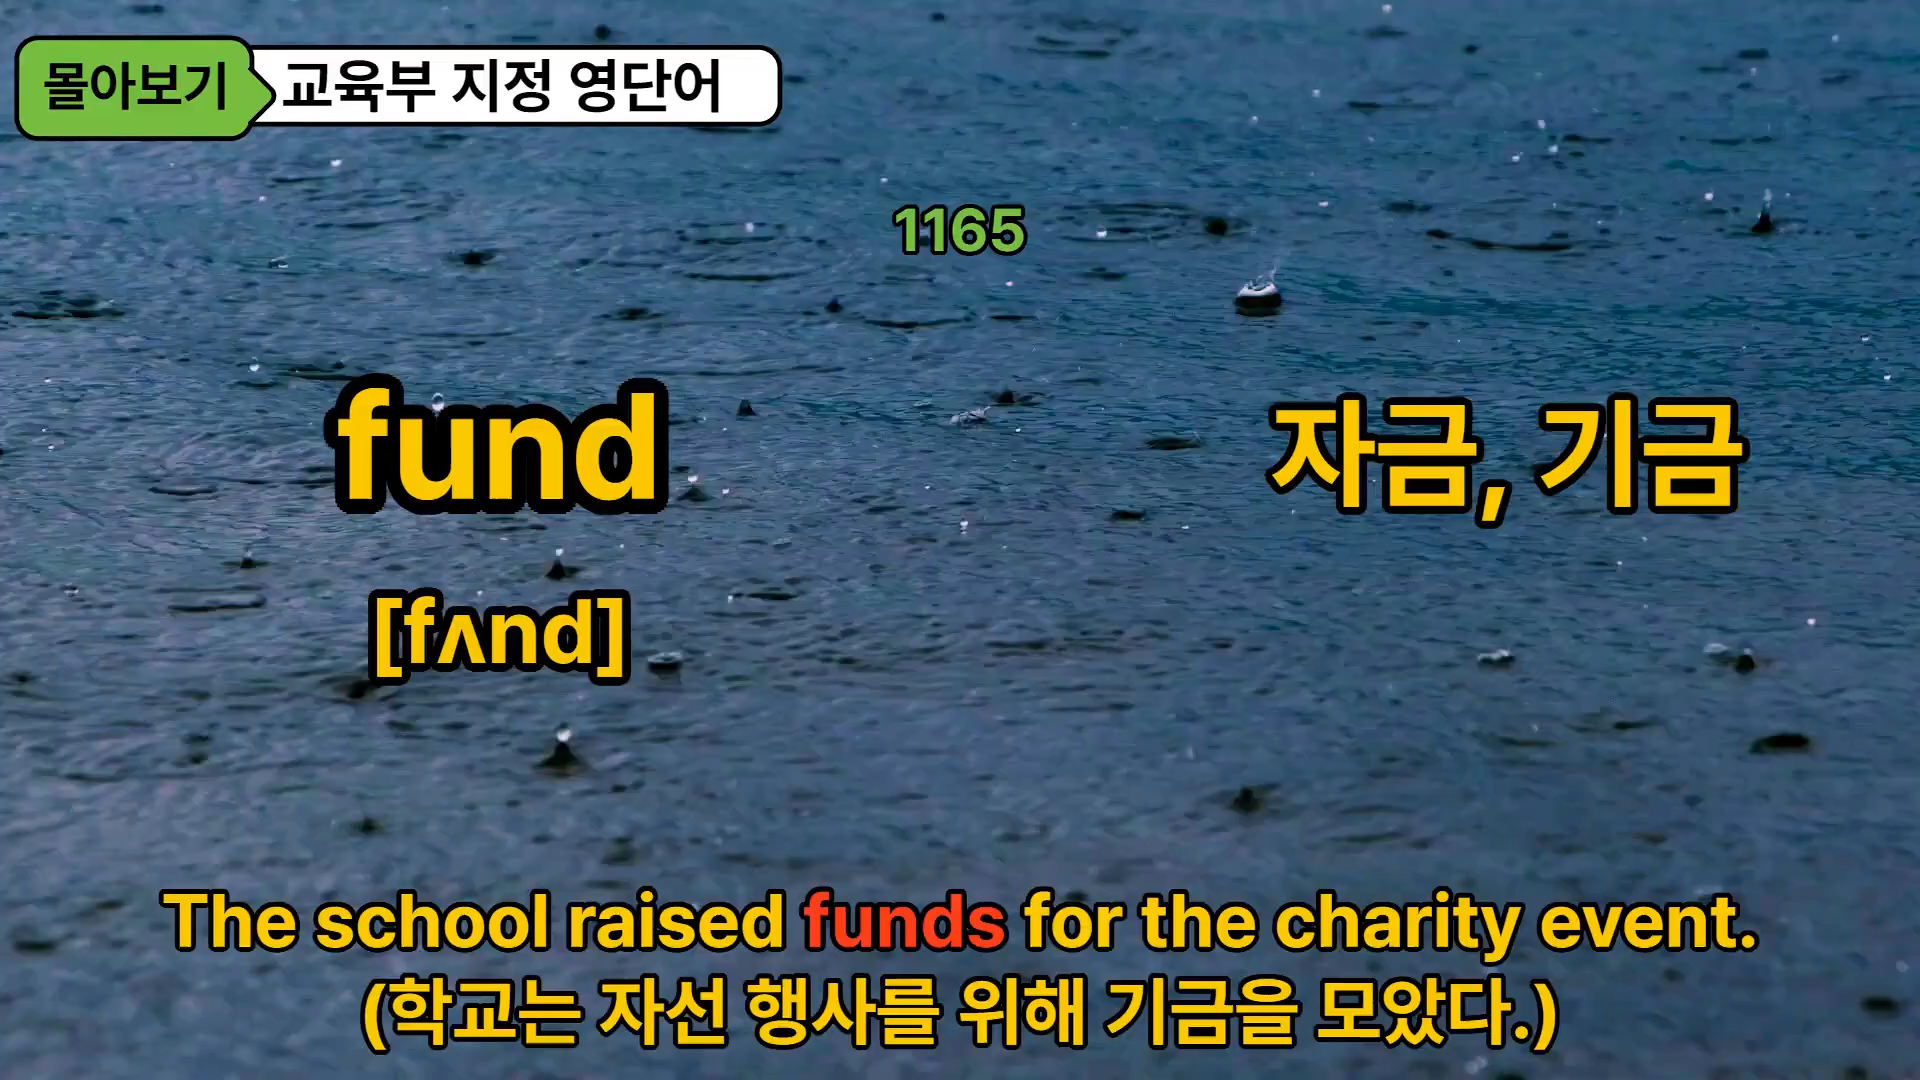 몰아보기 교육부 지정 영단어
1165
fund 자금, 기금
[fʌnd]
The school raised funds for the charity event.
(학교는 자선 행사를 위해 기금을 모았다.)